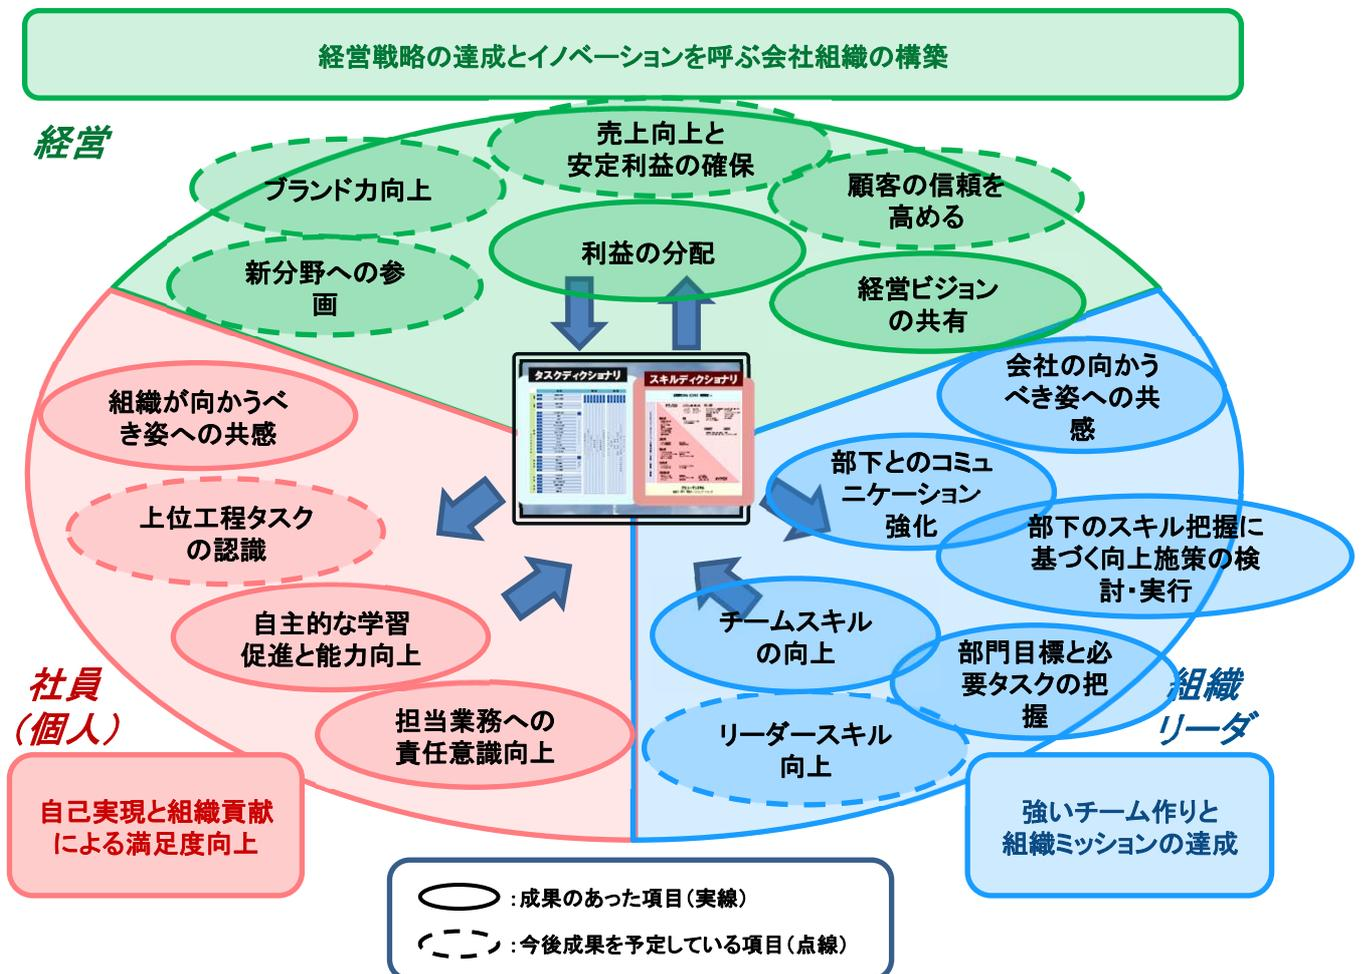 経営戦略の達成とイノベーションを呼ぶ会社組織の構築
経営
売上向上と
安定利益の確保
ブランド力向上
顧客の信頼を
高める
利益の分配
新分野への参
画
経営ビジョン
の共有
タスクディクショナリ
スキルディクショナリ
会社の向かう
べき姿への共
感
組織が向かうべ
き姿への共感
部下とのコミュ
ニケーション
強化
上位工程タスク
の認識
部下のスキル把握に
基づく向上施策の検
討・実行
自主的な学習
促進と能力向上
チームスキル
の向上
部門目標と必
要タスクの把
握
社員
（個人）
組織
リーダ
担当業務への
責任意識向上
リーダースキル
向上
自己実現と組織貢献
による満足度向上
強いチーム作りと
組織ミッションの達成
：成果のあった項目（実線）
：今後成果を予定している項目（点線）